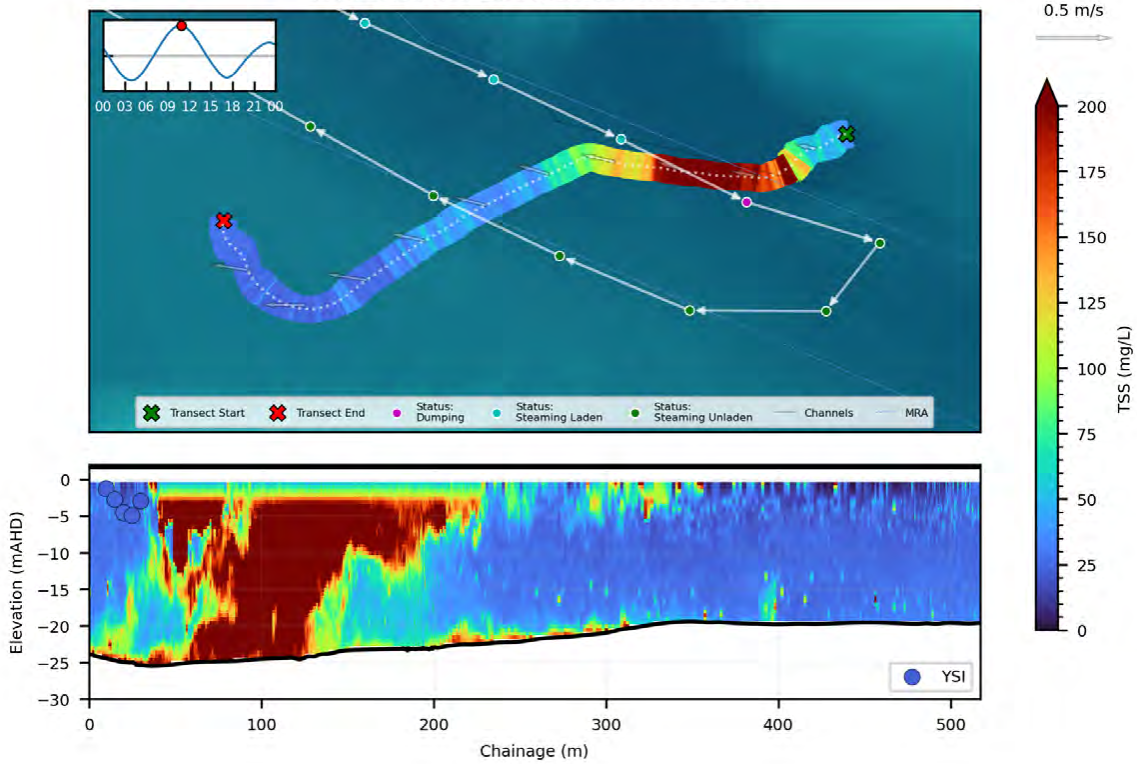 0.5 m/s
00 03 06 09 12 15 18 21 00
200
175
150
125
100
75
50
25
0
TSS (mg/L)
Transect Start
Transect End
Status:
Dumping
Status:
Steaming Laden
Status:
Steaming Unladen
Channels
MRA
0
−5
−10
−15
−20
−25
−30
Elevation (mAHD)
YSI
0
100
200
300
400
500
Chainage (m)